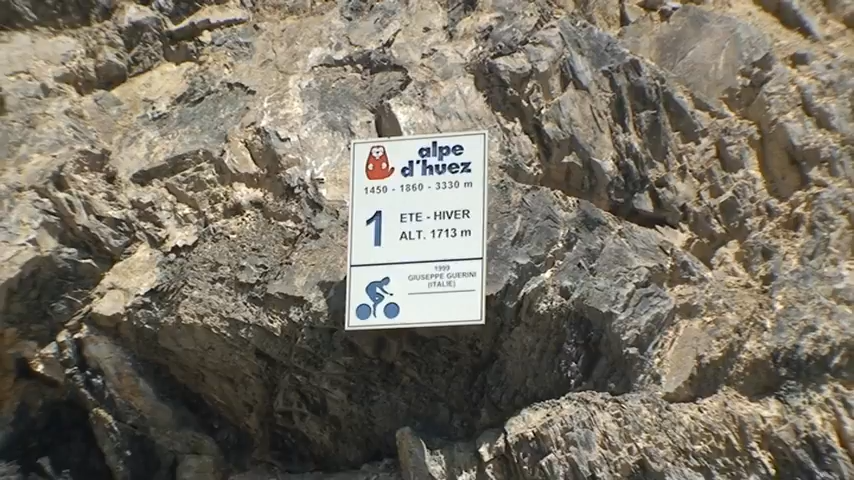 alpe
d'huez
1450 - 1860 - 3330 m
1
ETE - HIVER
ALT. 1713 m
1999
GIUSEPPE GUERINI
(ITALIE)